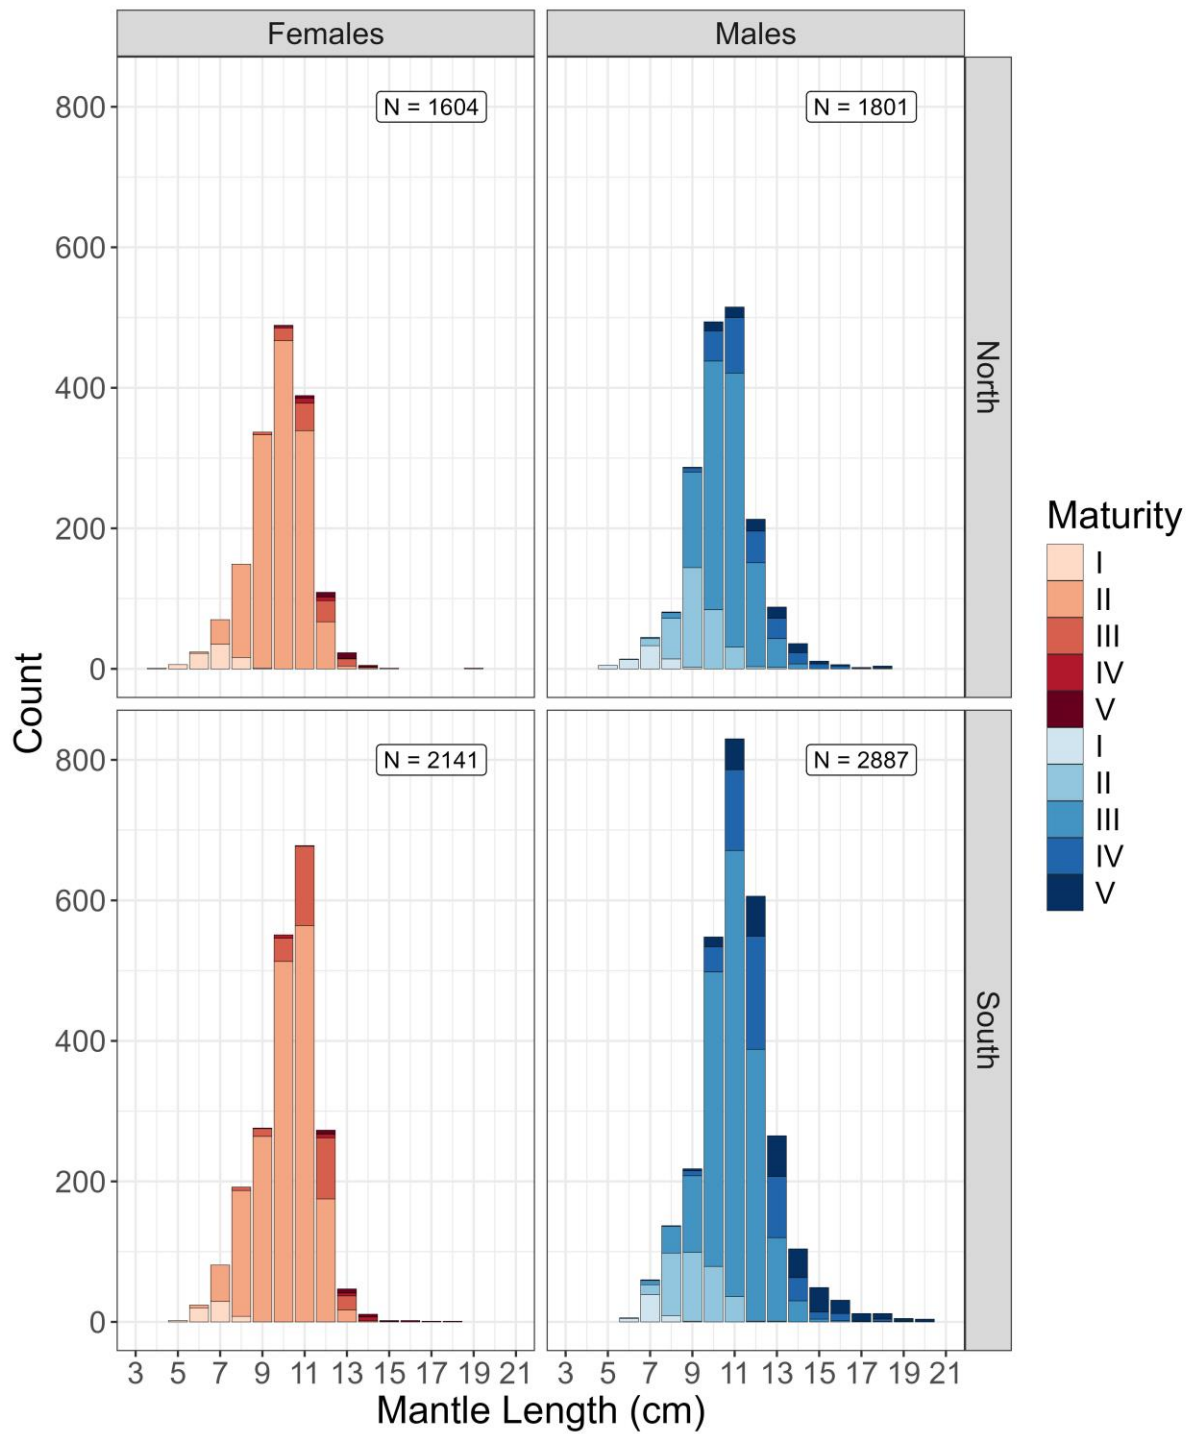 Females
Males
N = 1604
N = 1801
800
600
400
200
0
North
N = 2141
N = 2887
800
600
400
200
0
South
Count
3 5 7 9 11 13 15 17 19 21
3 5 7 9 11 13 15 17 19 21
Mantle Length (cm)
Maturity
I
II
III
IV
V
I
II
III
IV
V